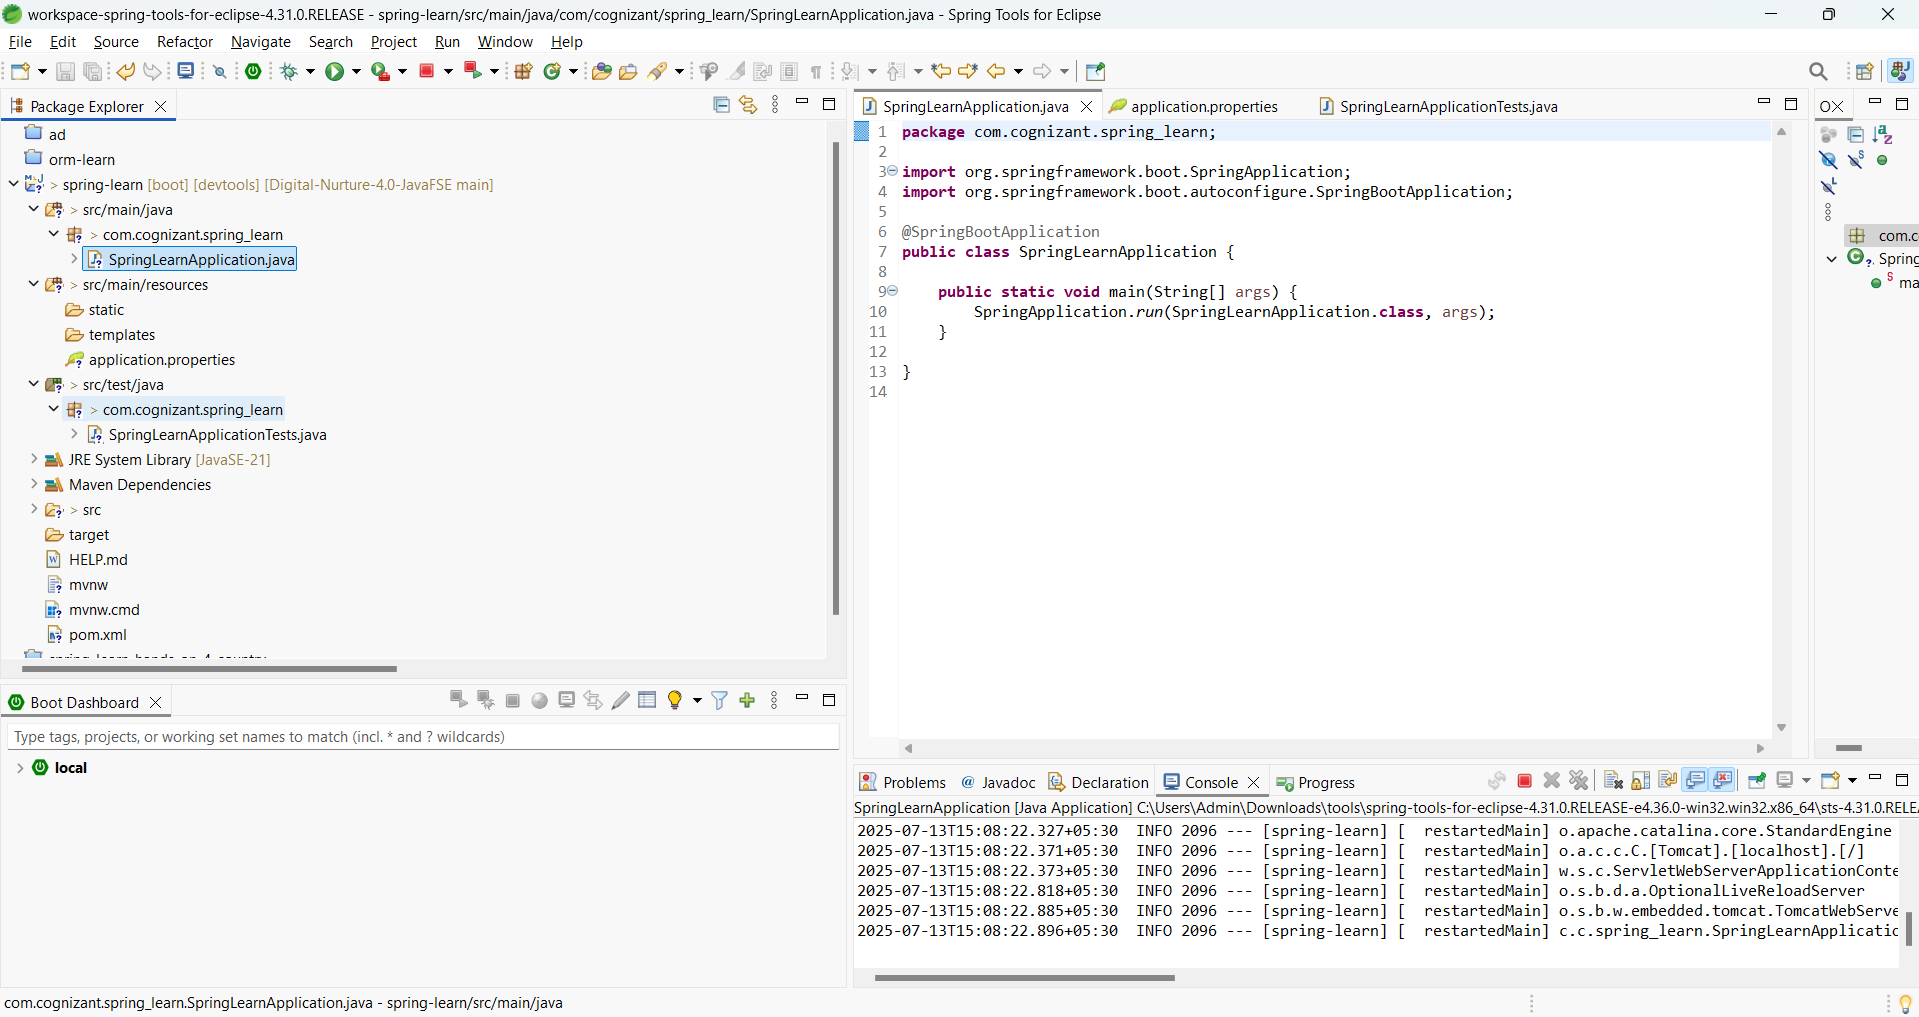 workspace-spring-tools-for-eclipse-4.31.0.RELEASE - spring-learn/src/main/java/com/cognizant/spring_learn/SpringLearnApplication.java - Spring Tools for Eclipse
File Edit Source Refactor Navigate Search Project Run Window Help
Package Explorer
ad
orm-learn
> spring-learn [boot] [devtools] [Digital-Nurture-4.0-JavaFSE main]
> src/main/java
> com.cognizant.spring_learn
SpringLearnApplication.java
> src/main/resources
static
templates
application.properties
> src/test/java
> com.cognizant.spring_learn
SpringLearnApplicationTests.java
JRE System Library [JavaSE-21]
Maven Dependencies
> src
target
HELP.md
mvnw
mvnw.cmd
pom.xml
Boot Dashboard
Type tags, projects, or working set names to match (incl. * and ? wildcards)
local
SpringLearnApplication.java application.properties SpringLearnApplicationTests.java
1 package com.cognizant.spring_learn;
2
3 import org.springframework.boot.SpringApplication;
4 import org.springframework.boot.autoconfigure.SpringBootApplication;
5
6 @SpringBootApplication
7 public class SpringLearnApplication {
8
9 public static void main(String[] args) {
10 SpringApplication.run(SpringLearnApplication.class, args);
11 }
12
13 }
14
O
com.c
Spring
ma
Problems @ Javadoc Declaration Console Progress
SpringLearnApplication [Java Application] C:\Users\Admin\Downloads\tools\spring-tools-for-eclipse-4.31.0.RELEASE-e4.36.0-win32.win32.x86_64\sts-4.31.0.RELE
2025-07-13T15:08:22.327+05:30 INFO 2096 --- [spring-learn] [ restartedMain] o.apache.catalina.core.StandardEngine
2025-07-13T15:08:22.371+05:30 INFO 2096 --- [spring-learn] [ restartedMain] o.a.c.c.C.[Tomcat].[localhost].[/]
2025-07-13T15:08:22.373+05:30 INFO 2096 --- [spring-learn] [ restartedMain] w.s.c.ServletWebServerApplicationConte
2025-07-13T15:08:22.818+05:30 INFO 2096 --- [spring-learn] [ restartedMain] o.s.b.d.a.OptionalLiveReloadServer
2025-07-13T15:08:22.885+05:30 INFO 2096 --- [spring-learn] [ restartedMain] o.s.b.w.embedded.tomcat.TomcatWebServe
2025-07-13T15:08:22.896+05:30 INFO 2096 --- [spring-learn] [ restartedMain] c.c.spring_learn.SpringLearnApplicatic
com.cognizant.spring_learn.SpringLearnApplication.java - spring-learn/src/main/java